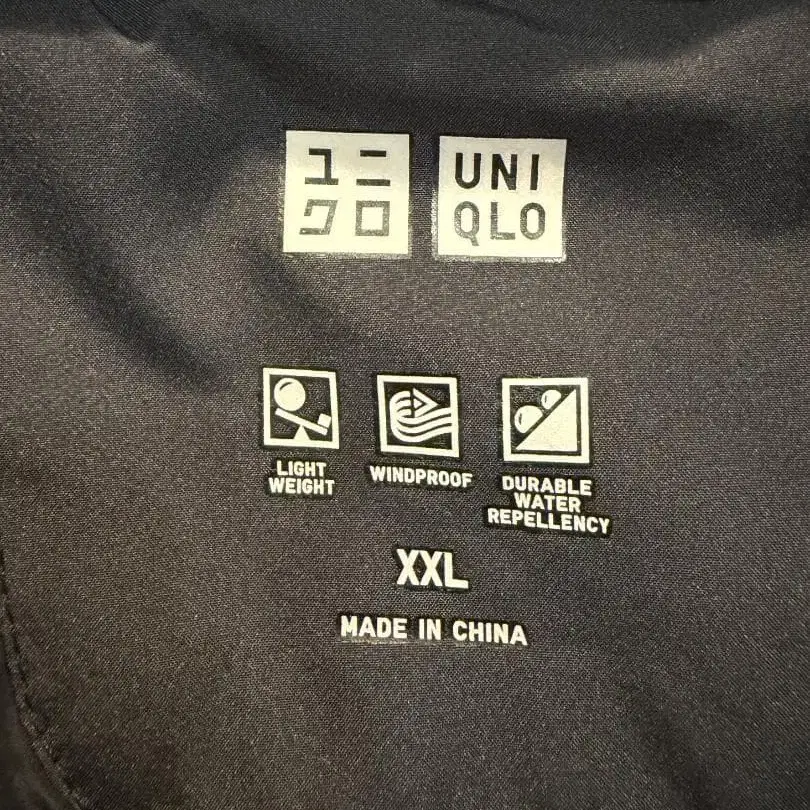 ユニ
クロ
UNI
QLO
LIGHT
WEIGHT
WINDPROOF
DURABLE
WATER
REPELLENCY
XXL
MADE IN CHINA